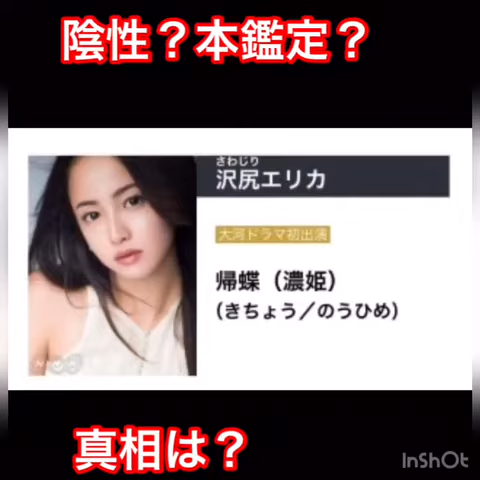 陰性？本鑑定？
さわじり
沢尻エリカ
大河ドラマ初出演
帰蝶（濃姫）
（きちょう／のうひめ）
真相は？
InShOt